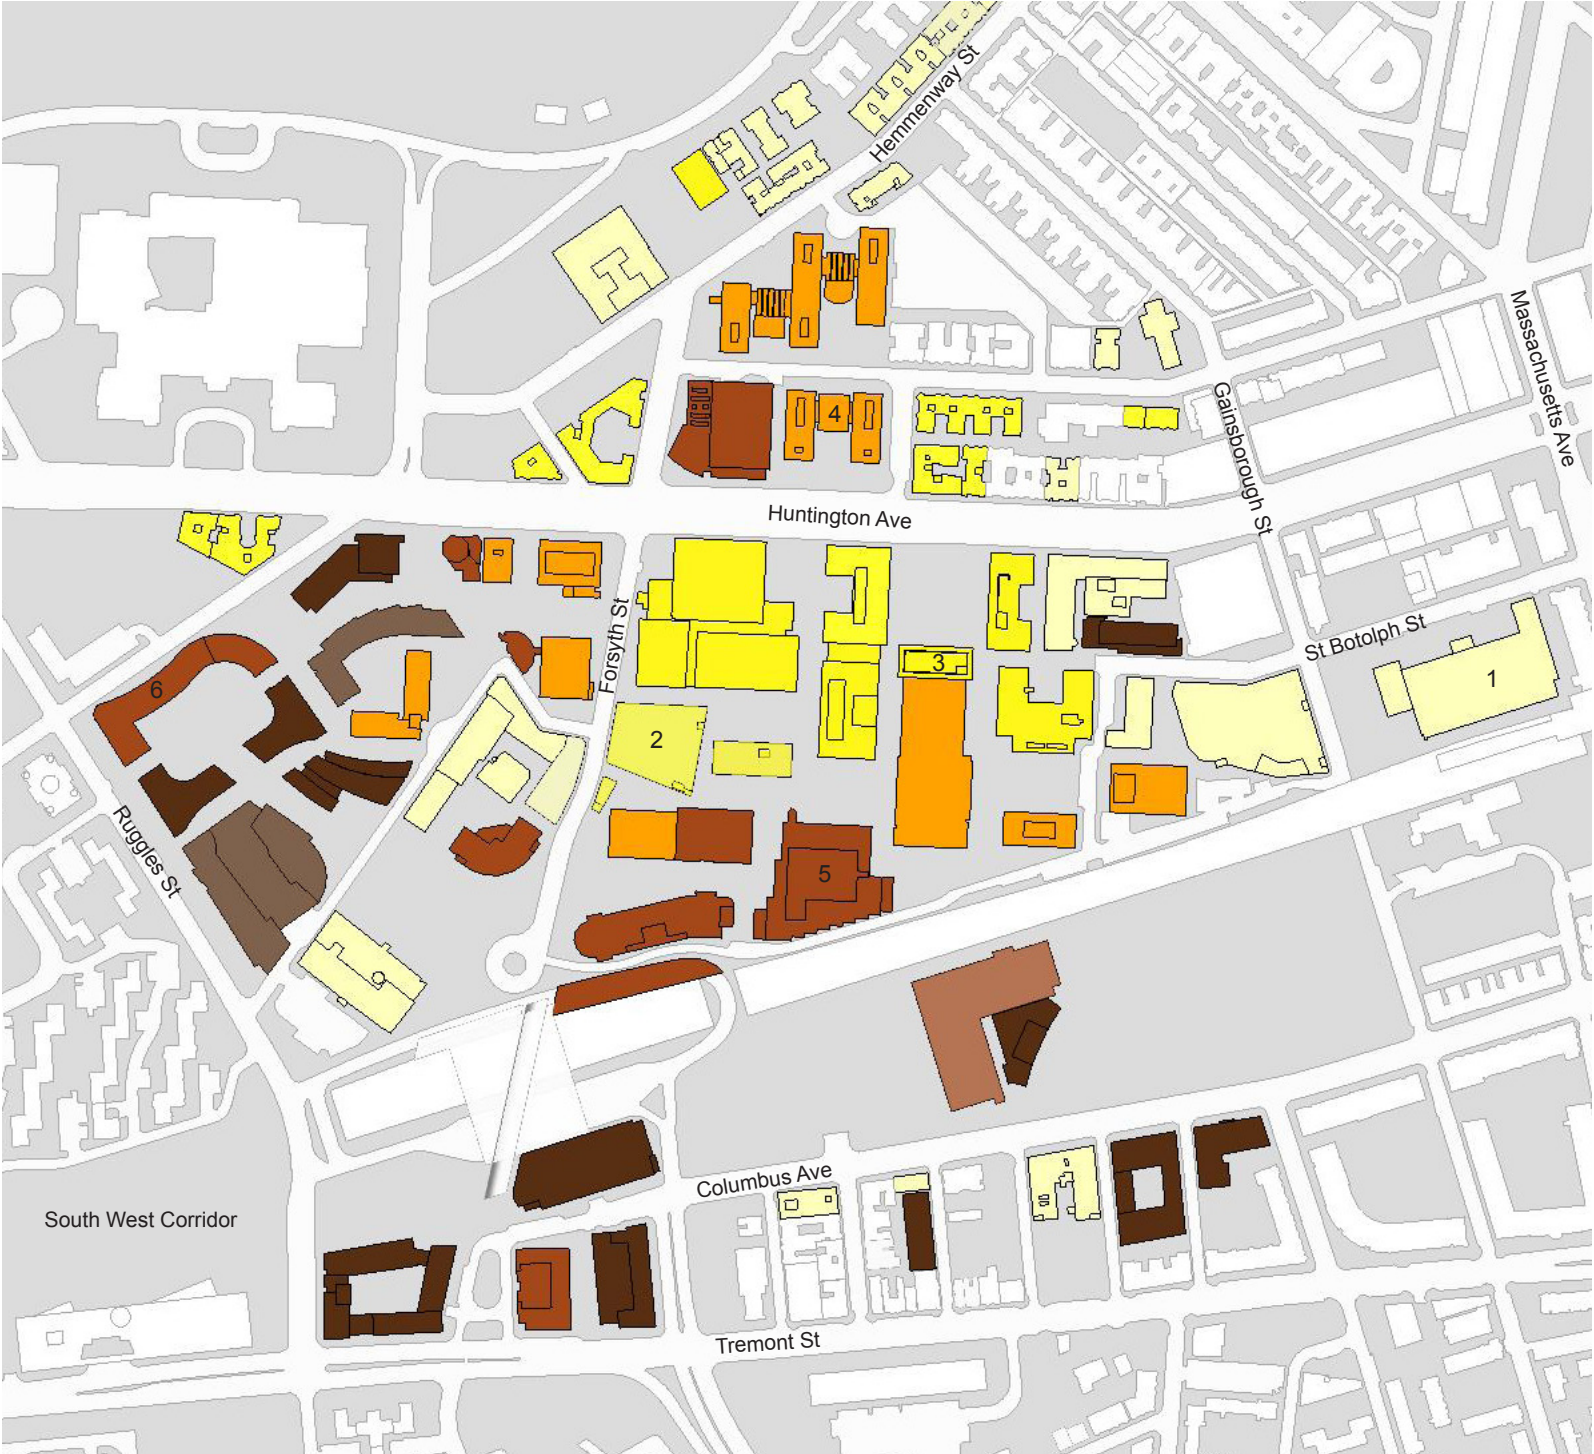 Hemmenway St
Massachusetts Ave
Gainsborough St
4
Huntington Ave
Forsyth St
St Botolph St
3
1
6
2
Ruggles St
5
Columbus Ave
South West Corridor
Tremont St